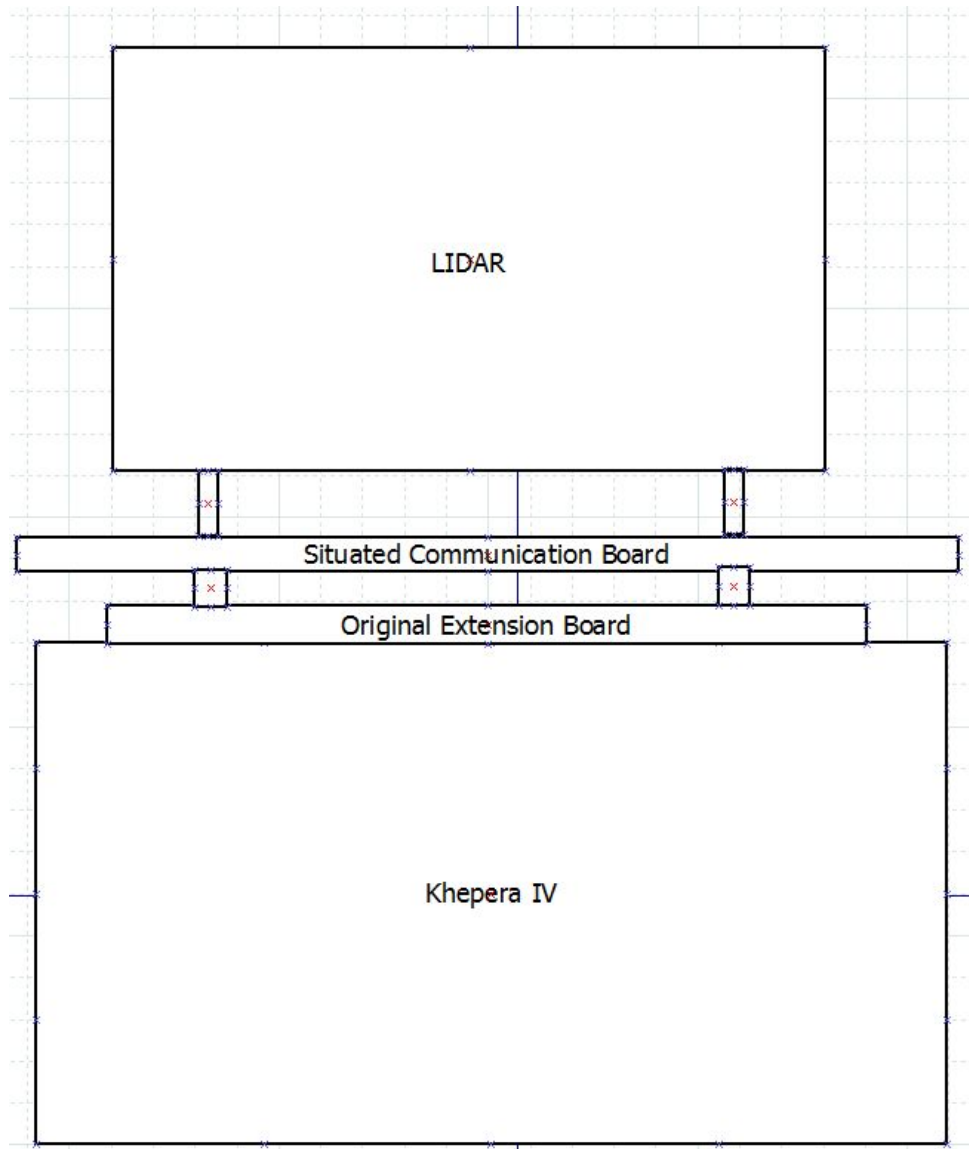 LIDAR
Situated Communication Board
Original Extension Board
Khepera IV